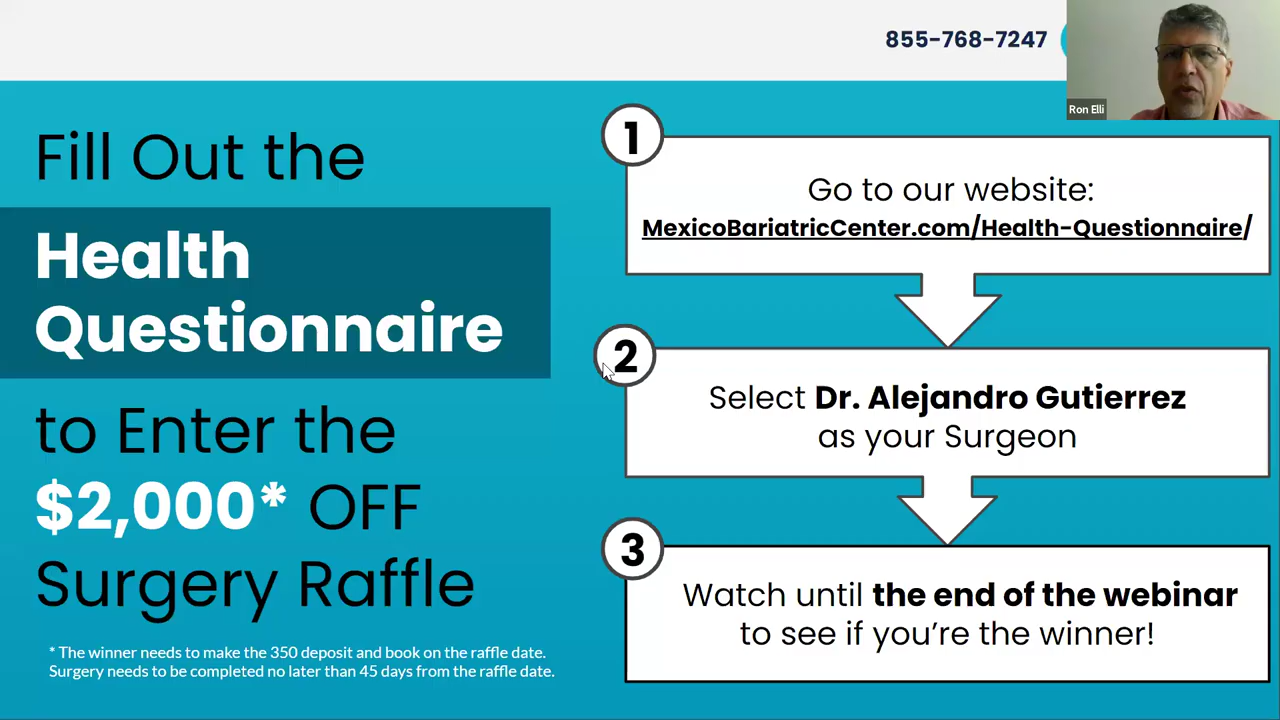 855-768-7247
Ron Elli
Fill Out the
Health
Questionnaire
to Enter the
$2,000* OFF
Surgery Raffle
* The winner needs to make the 350 deposit and book on the raffle date.
Surgery needs to be completed no later than 45 days from the raffle date.
1
Go to our website:
MexicoBariatricCenter.com/Health-Questionnaire/
2
Select Dr. Alejandro Gutierrez
as your Surgeon
3
Watch until the end of the webinar
to see if you're the winner!